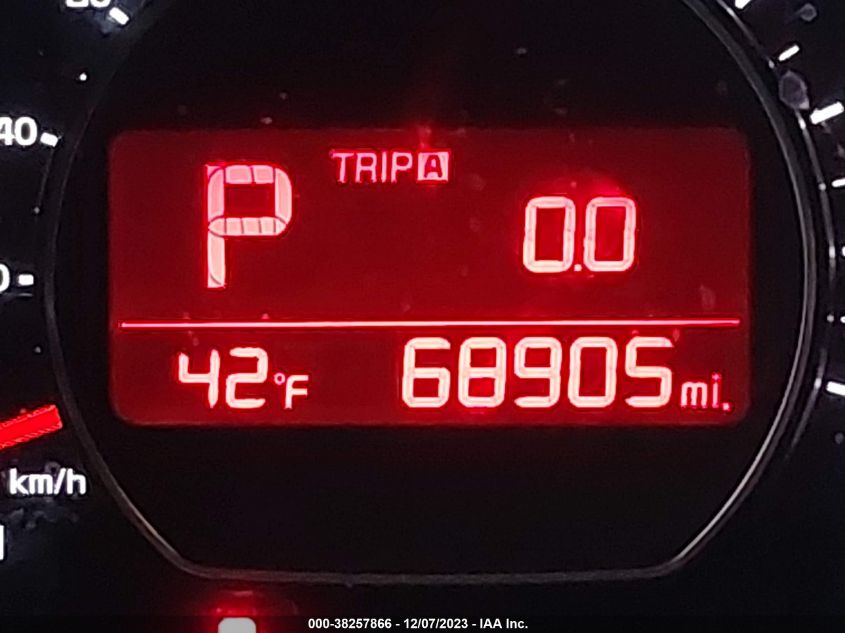 40
km/h
P
TRIP A
0.0
42°F
68905 mi.
000-38257866 - 12/07/2023 - IAA Inc.